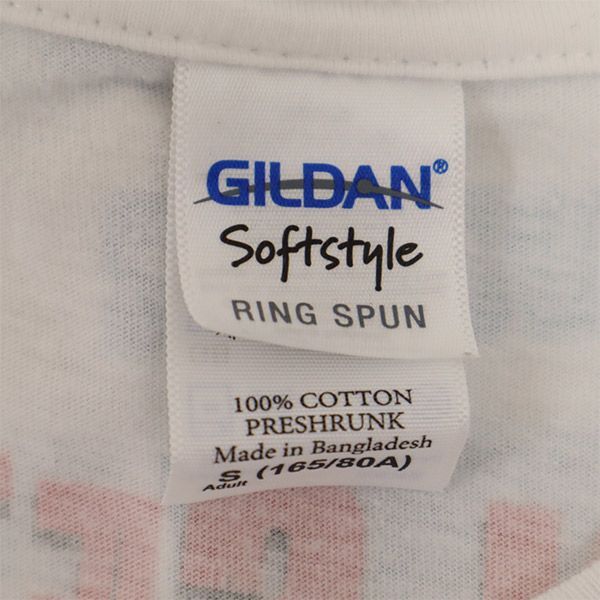 GILDAN®
Softstyle
RING SPUN
100% COTTON
PRESHRUNK
Made in Bangladesh
S (165/80A)
Adult